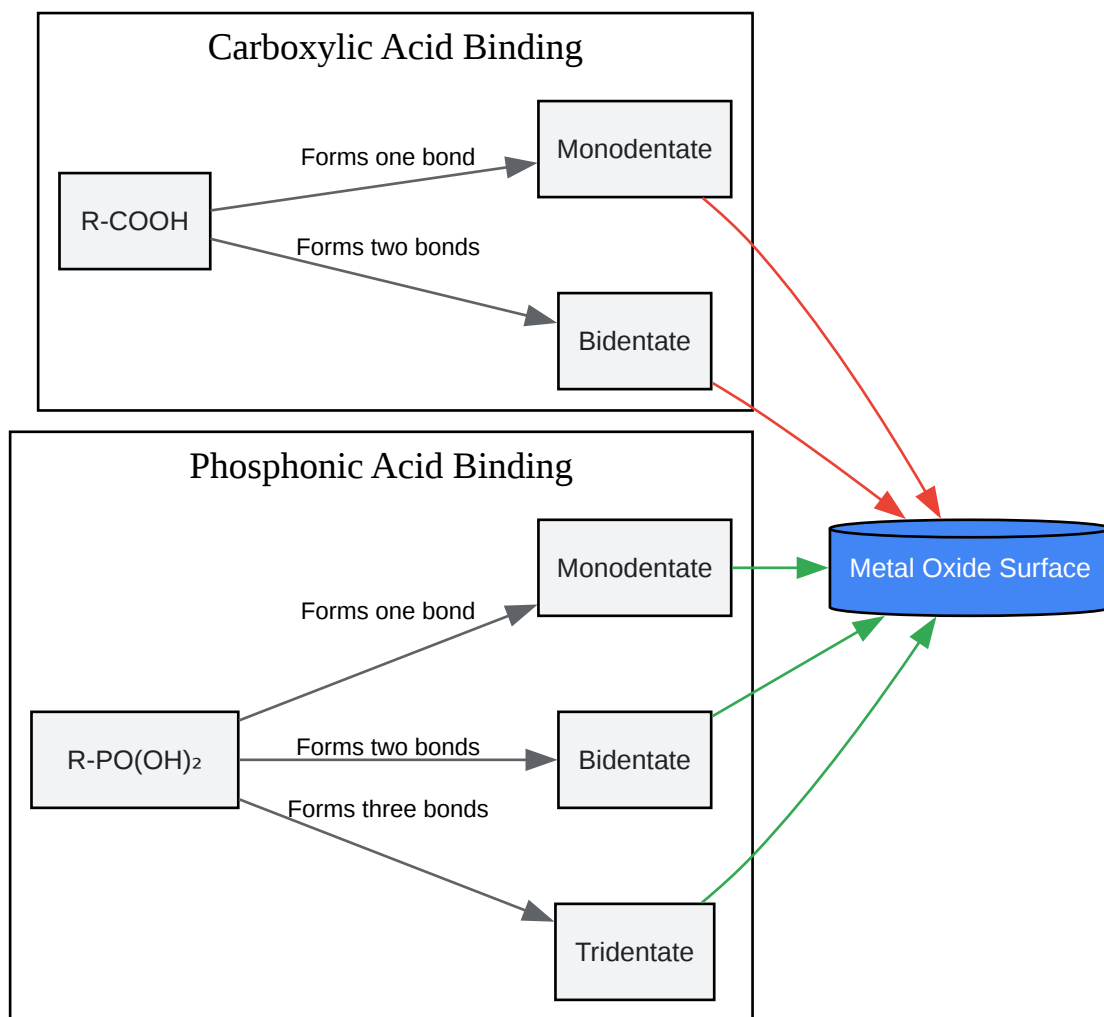 Carboxylic Acid Binding
R-COOH
Forms one bond
Forms two bonds
Monodentate
Bidentate
Phosphonic Acid Binding
R-PO(OH)₂
Forms one bond
Forms two bonds
Forms three bonds
Monodentate
Bidentate
Tridentate
Metal Oxide Surface